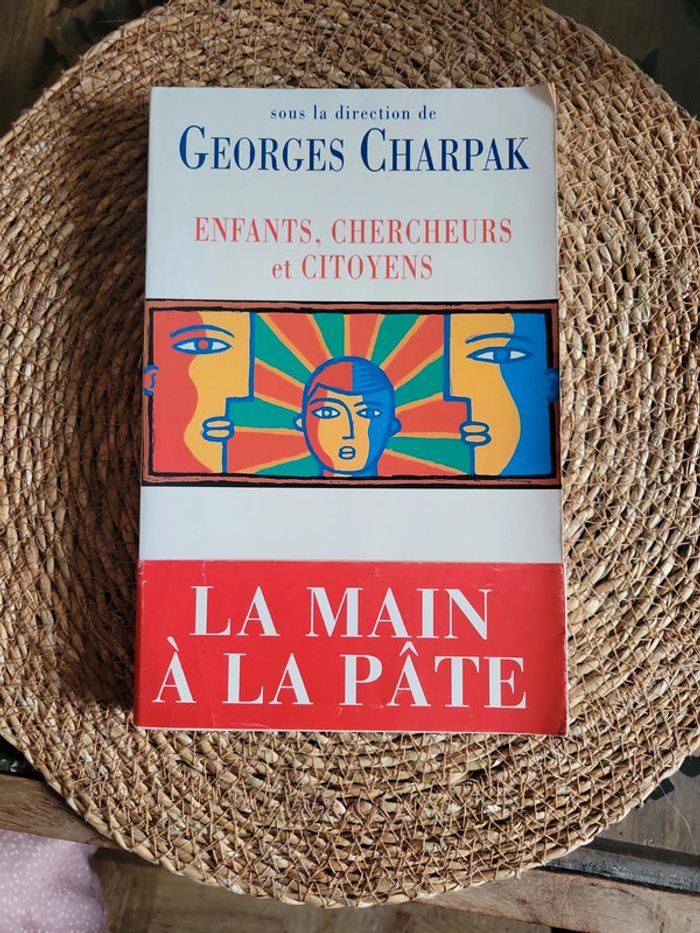 sous la direction de
GEORGES CHARPAK
ENFANTS, CHERCHEURS
et CITOYENS
LA MAIN
À LA PÂTE